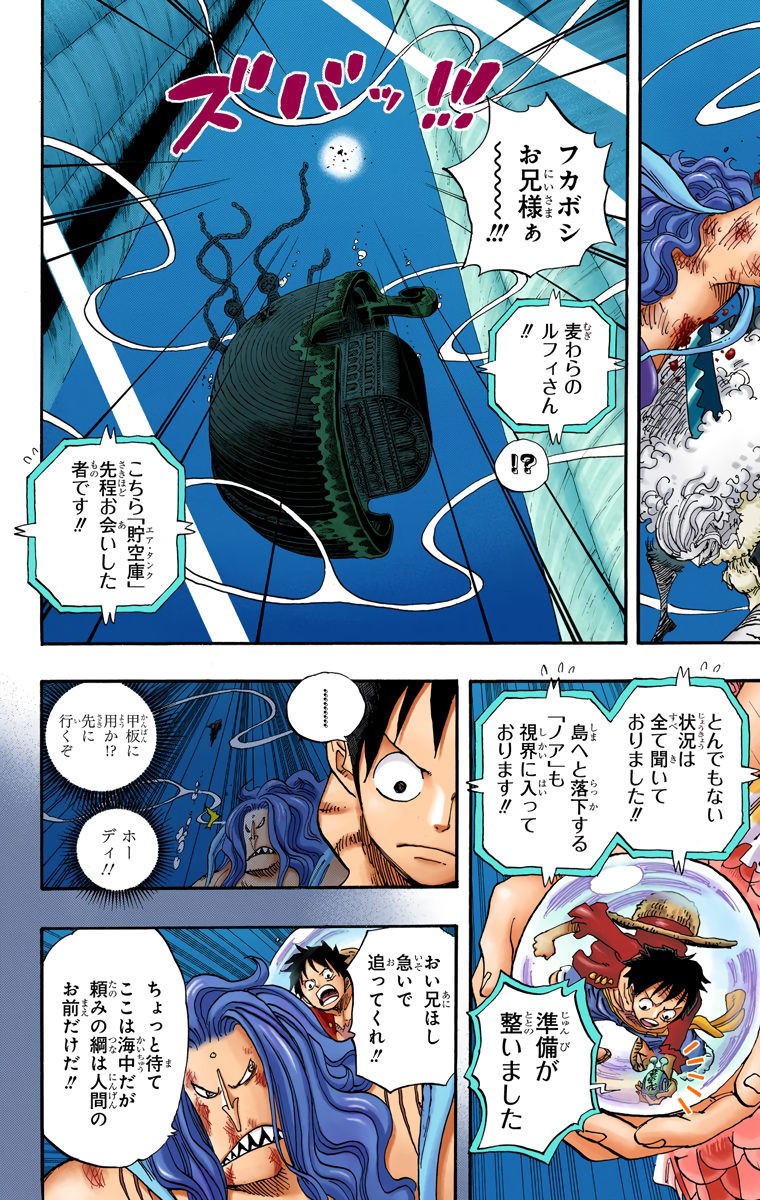 ズバッ!!!
フカボシ
お兄様ぁ
〜〜〜〜!!!
麦わらの
ルフィさん
!!
!?
こちら「貯空庫」
先程お会いした
者です!!
とんでもない
状況は
全て聞いて
おりました!!
島へと落下する
「ノア」も
視界に入って
おります!!
準備が
整いました
………
甲板に
用か!?
先に
行くぞ
ホー
ディ!!
おい兄ほし
急いで
追ってくれ!!
ちょっと待て
ここは海中だが
頼みの綱は人間の
お前だけだ!!